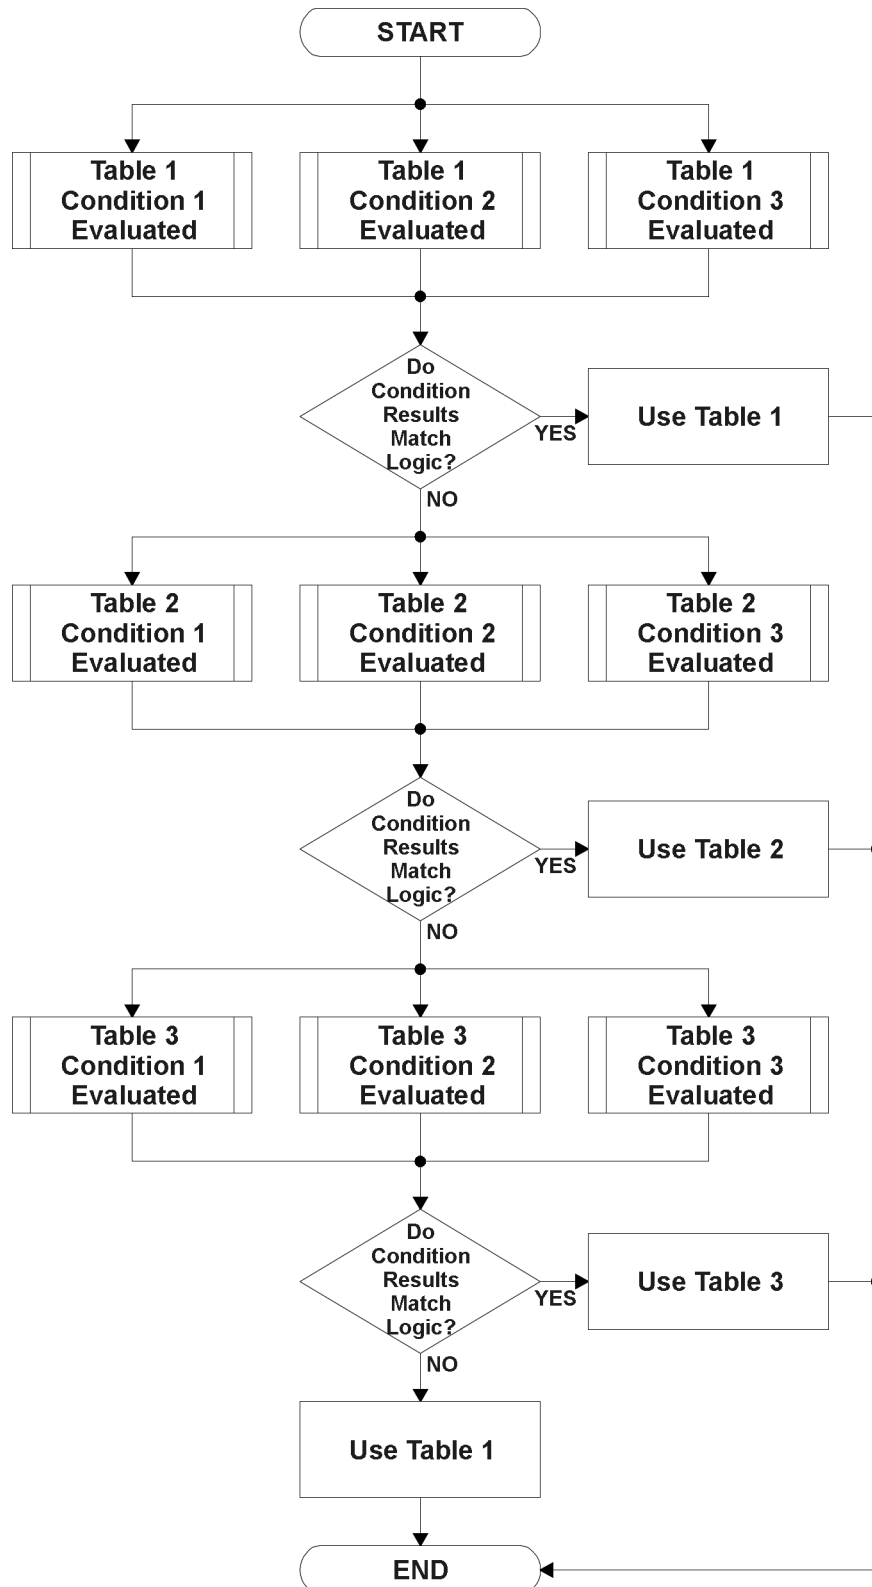 START
Table 1
Condition 1
Evaluated
Table 1
Condition 2
Evaluated
Table 1
Condition 3
Evaluated
Do
Condition
Results
Match
Logic?
YES
Use Table 1
NO
Table 2
Condition 1
Evaluated
Table 2
Condition 2
Evaluated
Table 2
Condition 3
Evaluated
Do
Condition
Results
Match
Logic?
YES
Use Table 2
NO
Table 3
Condition 1
Evaluated
Table 3
Condition 2
Evaluated
Table 3
Condition 3
Evaluated
Do
Condition
Results
Match
Logic?
YES
Use Table 3
NO
Use Table 1
END